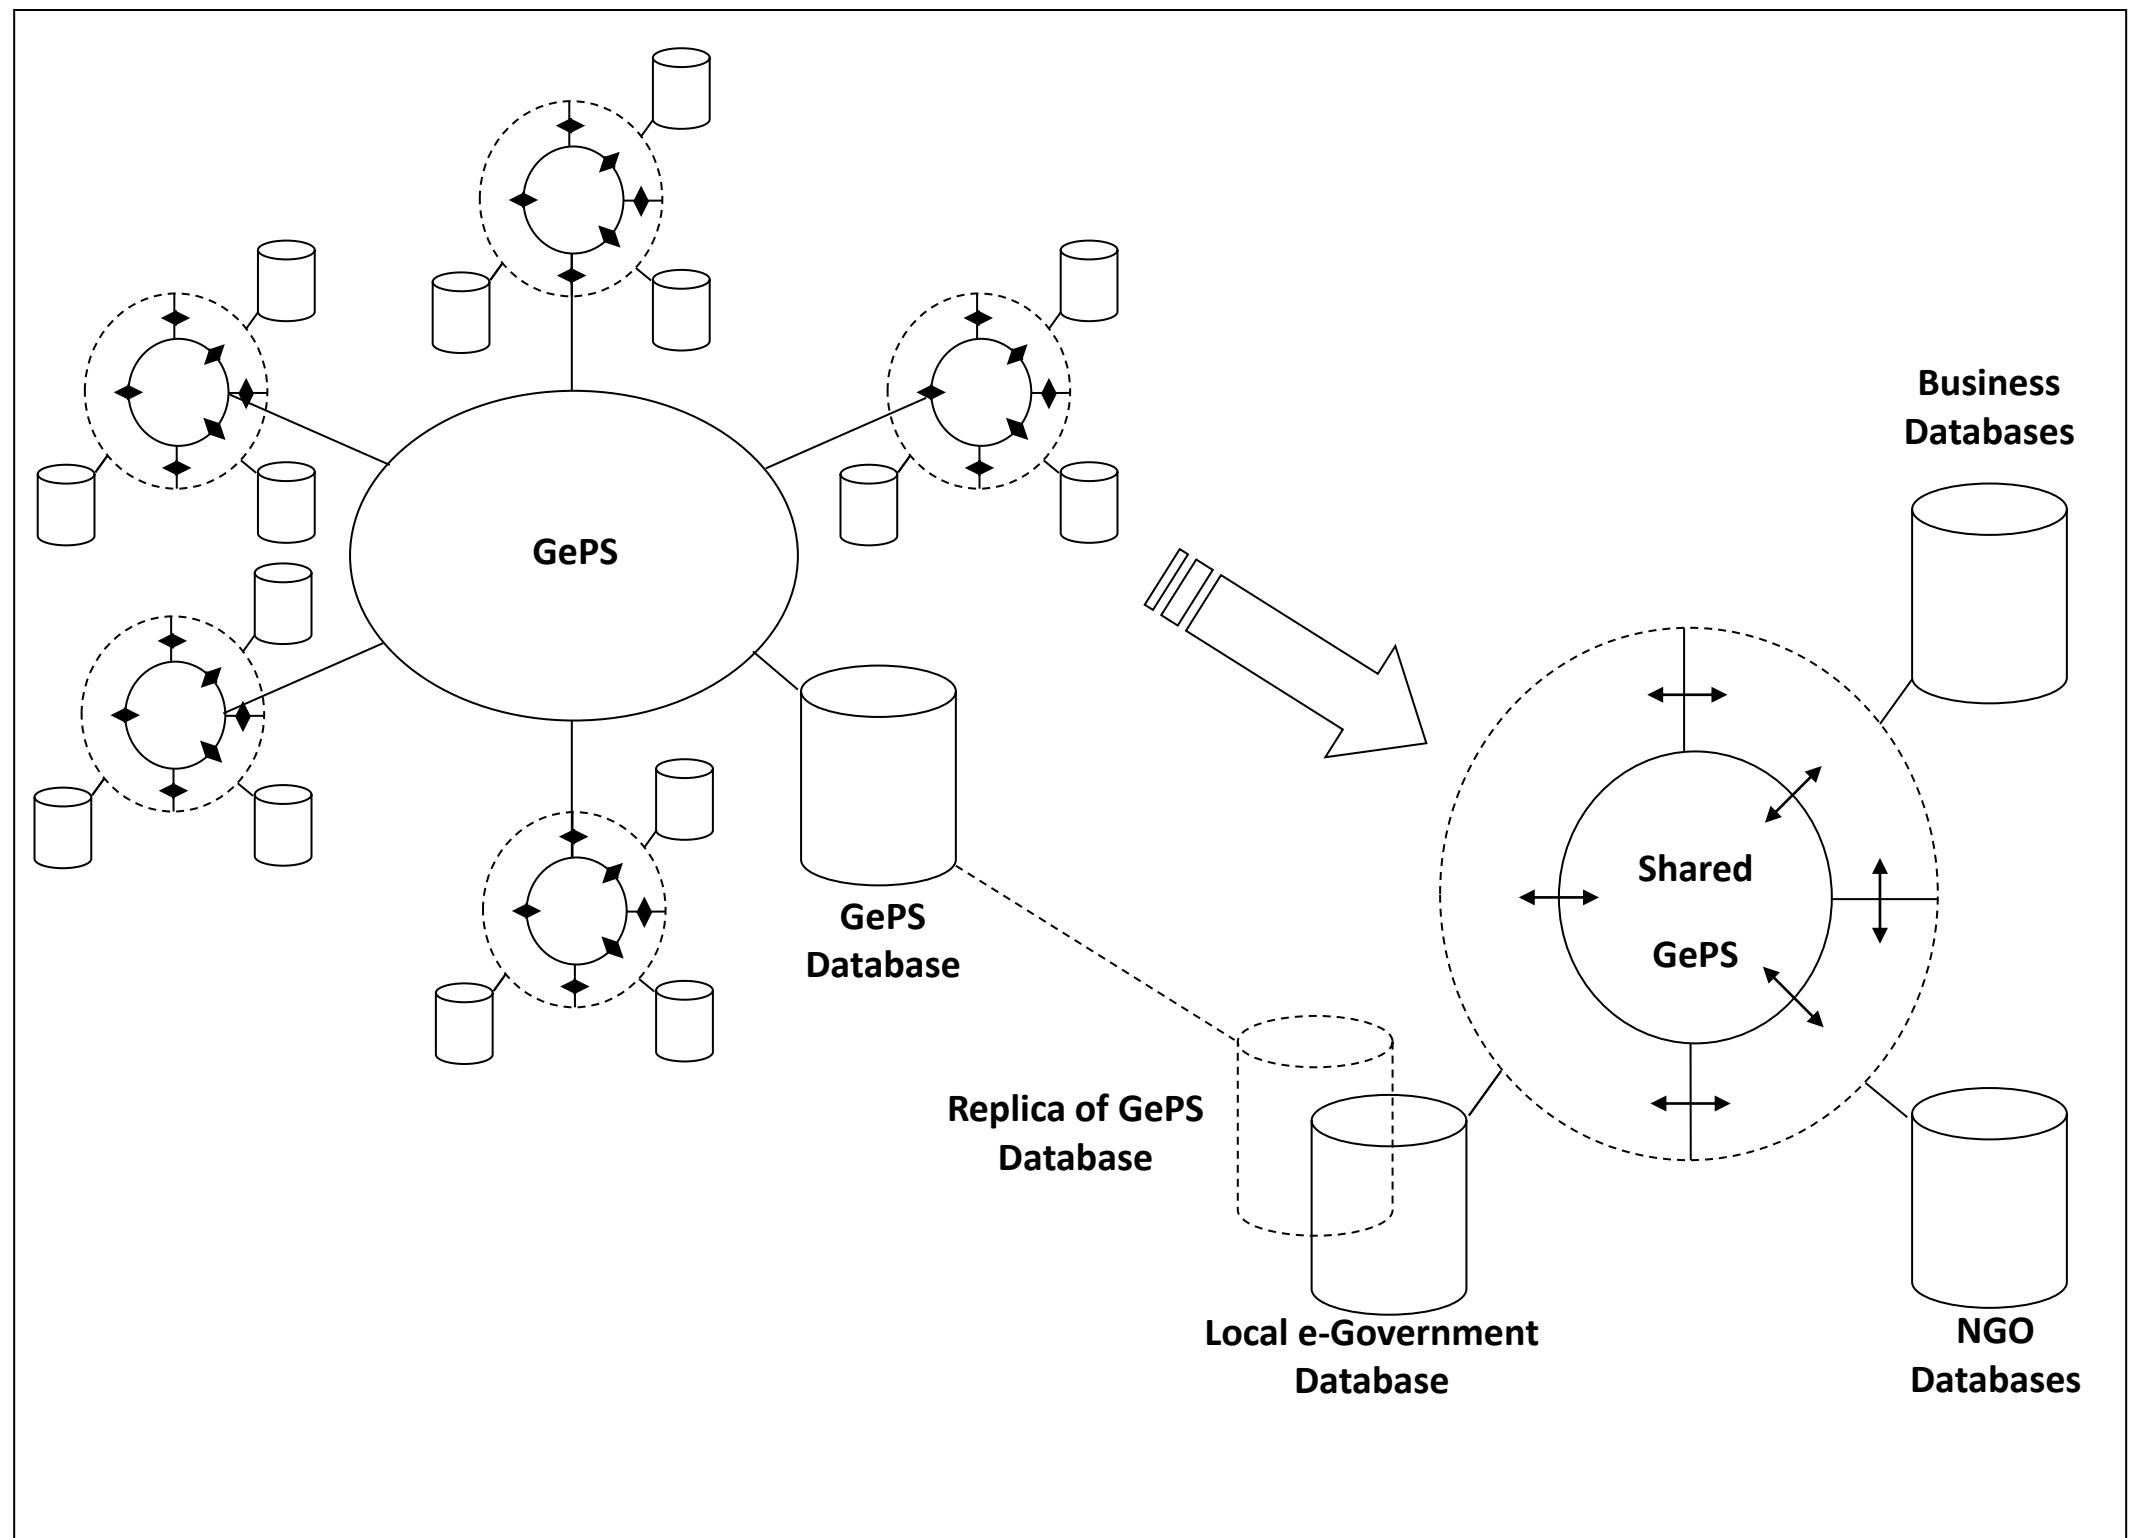 Business
Databases
GePS
Shared
GePS
GePS
Database
Replica of GePS
Database
Local e-Government
Database
NGO
Databases